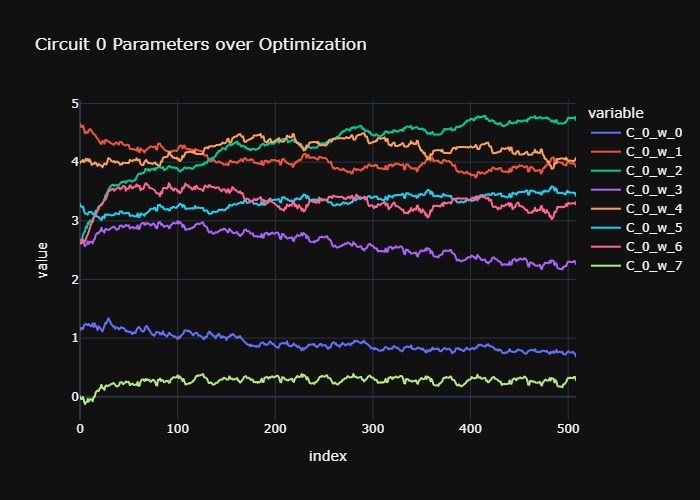 Circuit 0 Parameters over Optimization
variable
C_0_w_0
C_0_w_1
C_0_w_2
C_0_w_3
C_0_w_4
C_0_w_5
C_0_w_6
C_0_w_7
5
4
3
2
1
0
value
0 100 200 300 400 500
index